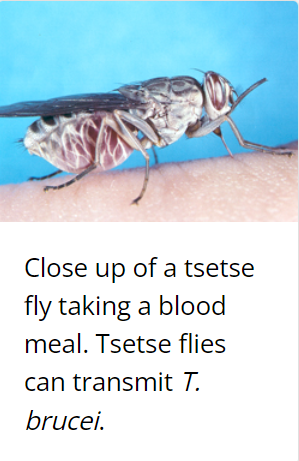 Close up of a tsetse
fly taking a blood
meal. Tsetse flies
can transmit T.
brucei.